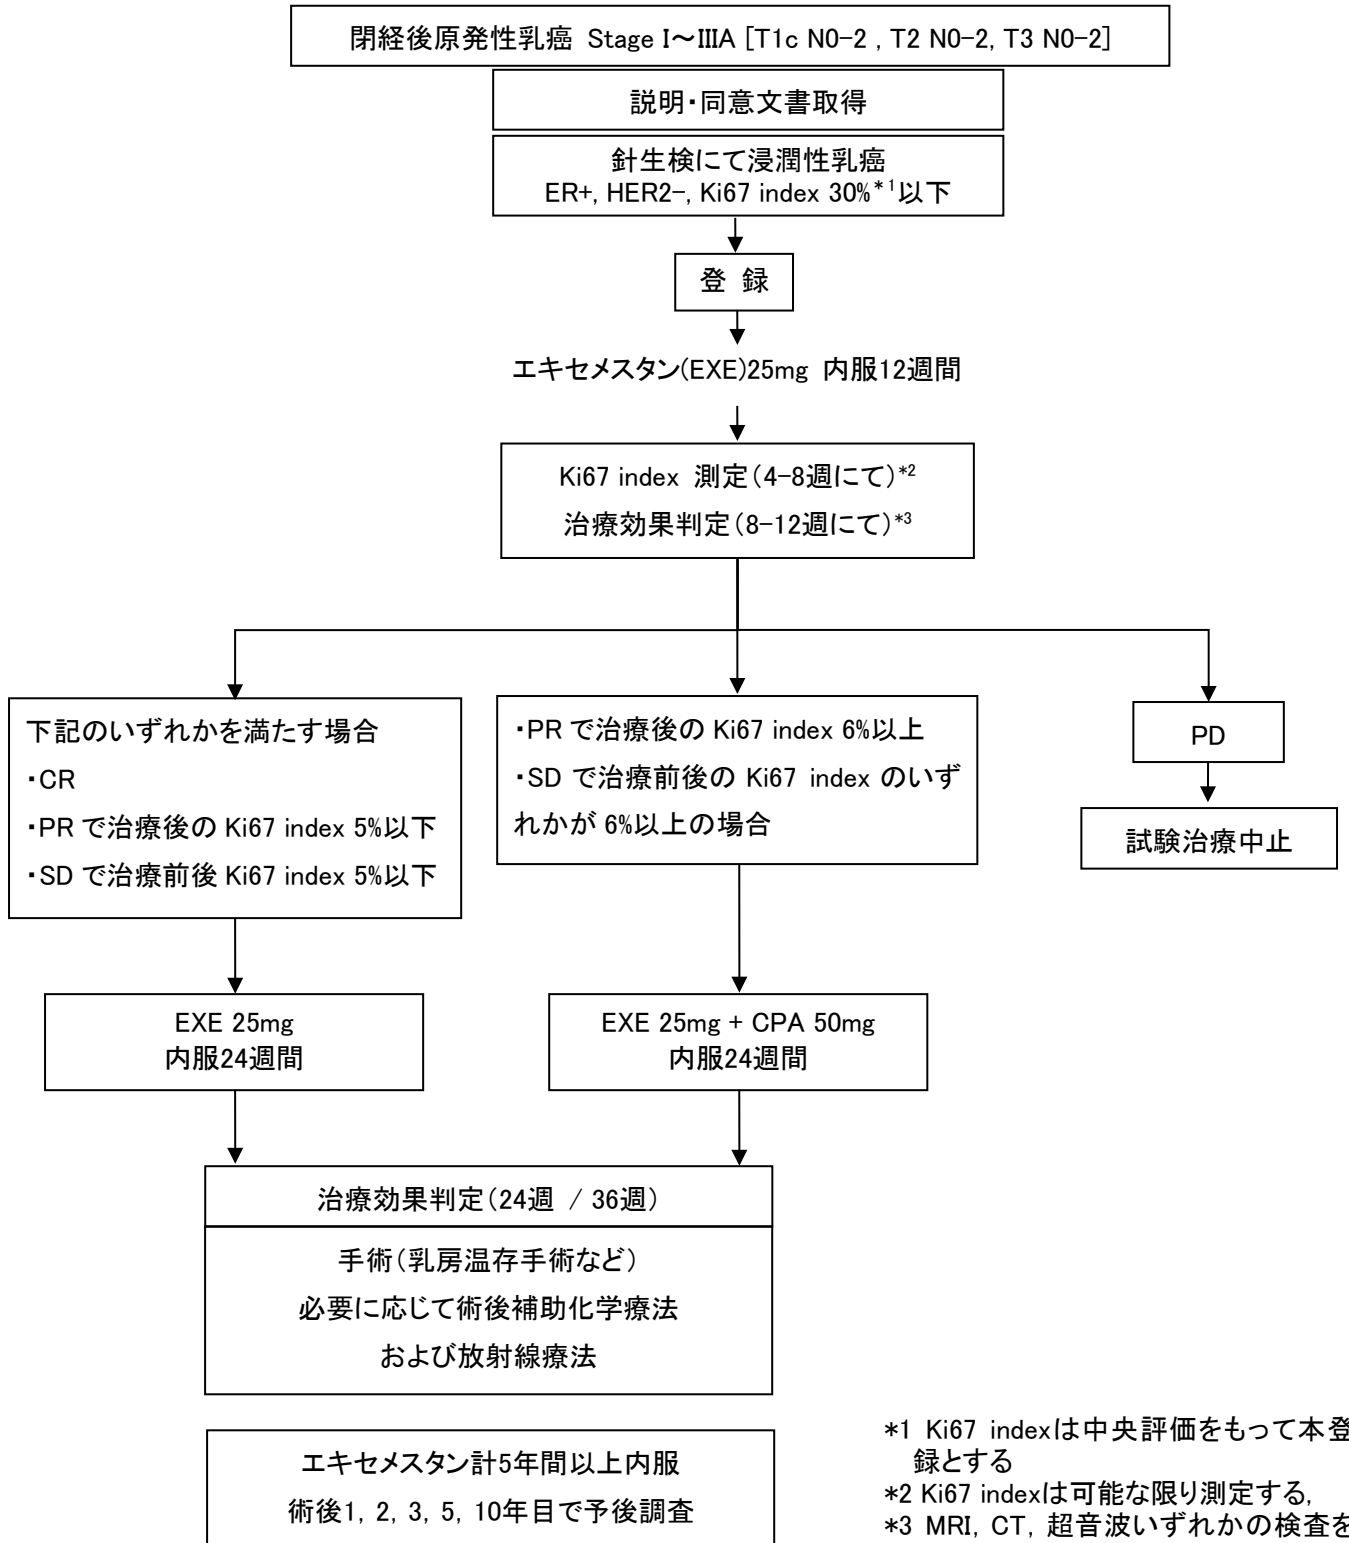 閉経後原発性乳癌 Stage I～IIIA [T1c N0-2 , T2 N0-2, T3 N0-2]
説明・同意文書取得
針生検にて浸潤性乳癌
ER+, HER2-, Ki67 index 30%*1以下
登 録
エキセメスタン(EXE)25mg 内服12週間
Ki67 index 測定（4-8週にて）*2
治療効果判定（8-12週にて）*3
下記のいずれかを満たす場合
・CR
・PR で治療後の Ki67 index 5%以下
・SD で治療前後 Ki67 index 5%以下
・PR で治療後の Ki67 index 6%以上
・SD で治療前後の Ki67 index のいず
れかが 6%以上の場合
PD
試験治療中止
EXE 25mg
内服24週間
EXE 25mg + CPA 50mg
内服24週間
治療効果判定（24週 / 36週）
手術（乳房温存手術など）
必要に応じて術後補助化学療法
および放射線療法
エキセメスタン計5年間以上内服
術後1, 2, 3, 5, 10年目で予後調査
*1 Ki67 indexは中央評価をもって本登
録とする
*2 Ki67 indexは可能な限り測定する,
*3 MRI, CT, 超音波いずれかの検査を